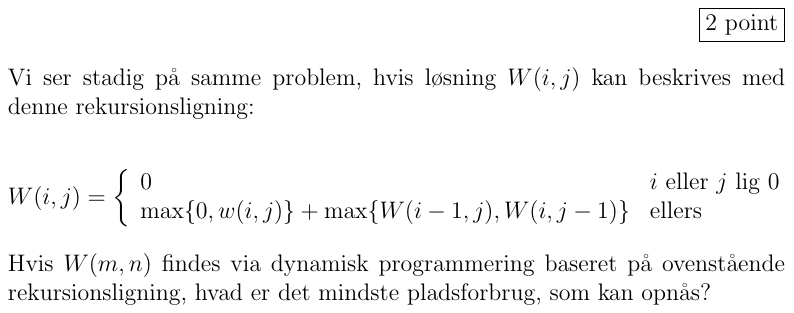 2 point
Vi ser stadig på samme problem, hvis løsning W(i, j) kan beskrives med
denne rekursionsligning:
W(i, j) = { 0 i eller j lig 0
max{0, w(i, j)} + max{W(i − 1, j), W(i, j − 1)} ellers
Hvis W(m, n) findes via dynamisk programmering baseret på ovenstående
rekursionsligning, hvad er det mindste pladsforbrug, som kan opnås?